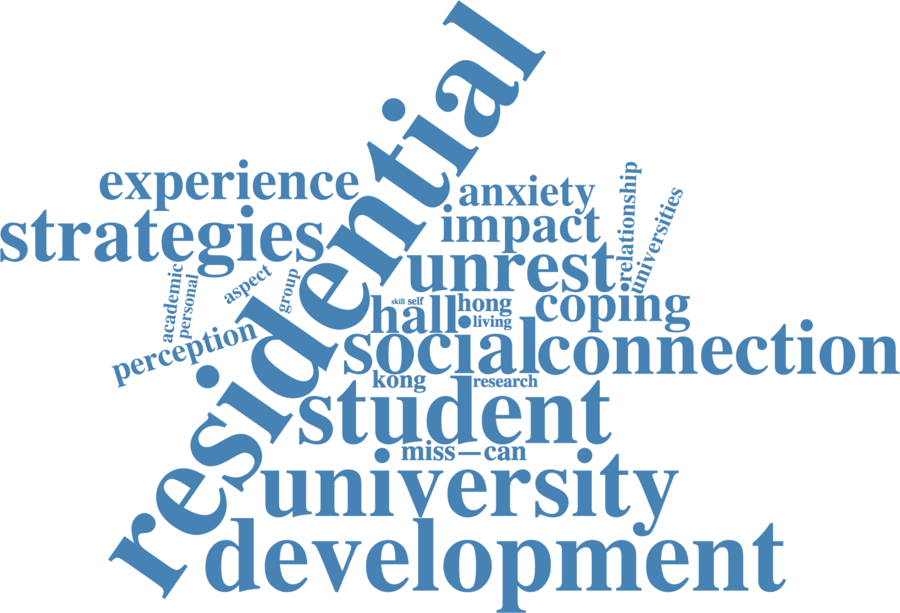 residential
experience
anxiety
relationship
strategies
impact
universities
unrest
academic
personal
aspect
group
skill
self
hong
coping
hall
living
perception
social
connection
kong
research
student
miss—can
university
development